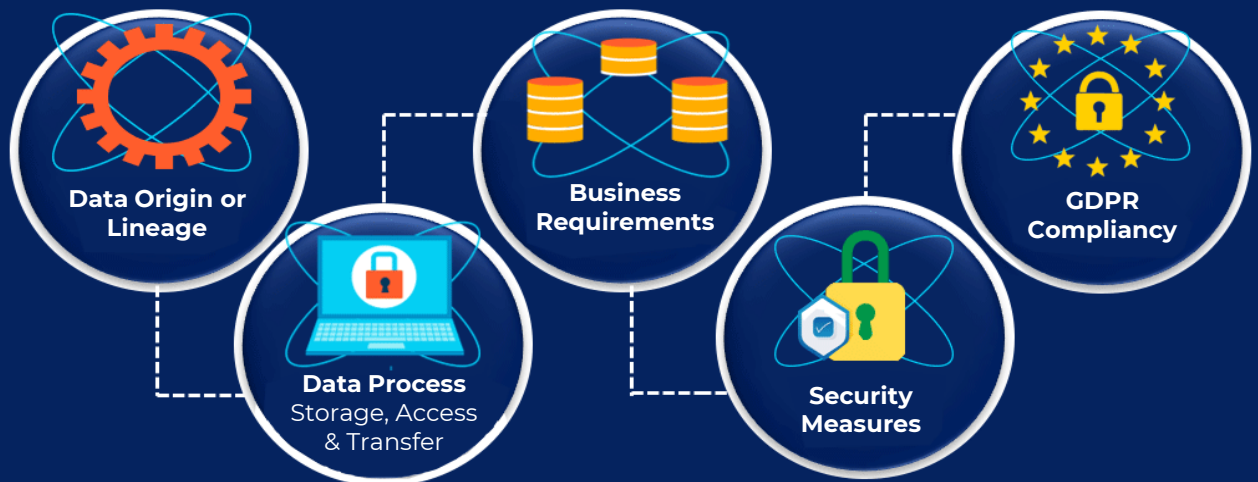 Data Origin or
Lineage
Data Process
Storage, Access
& Transfer
Business
Requirements
Security
Measures
GDPR
Compliancy